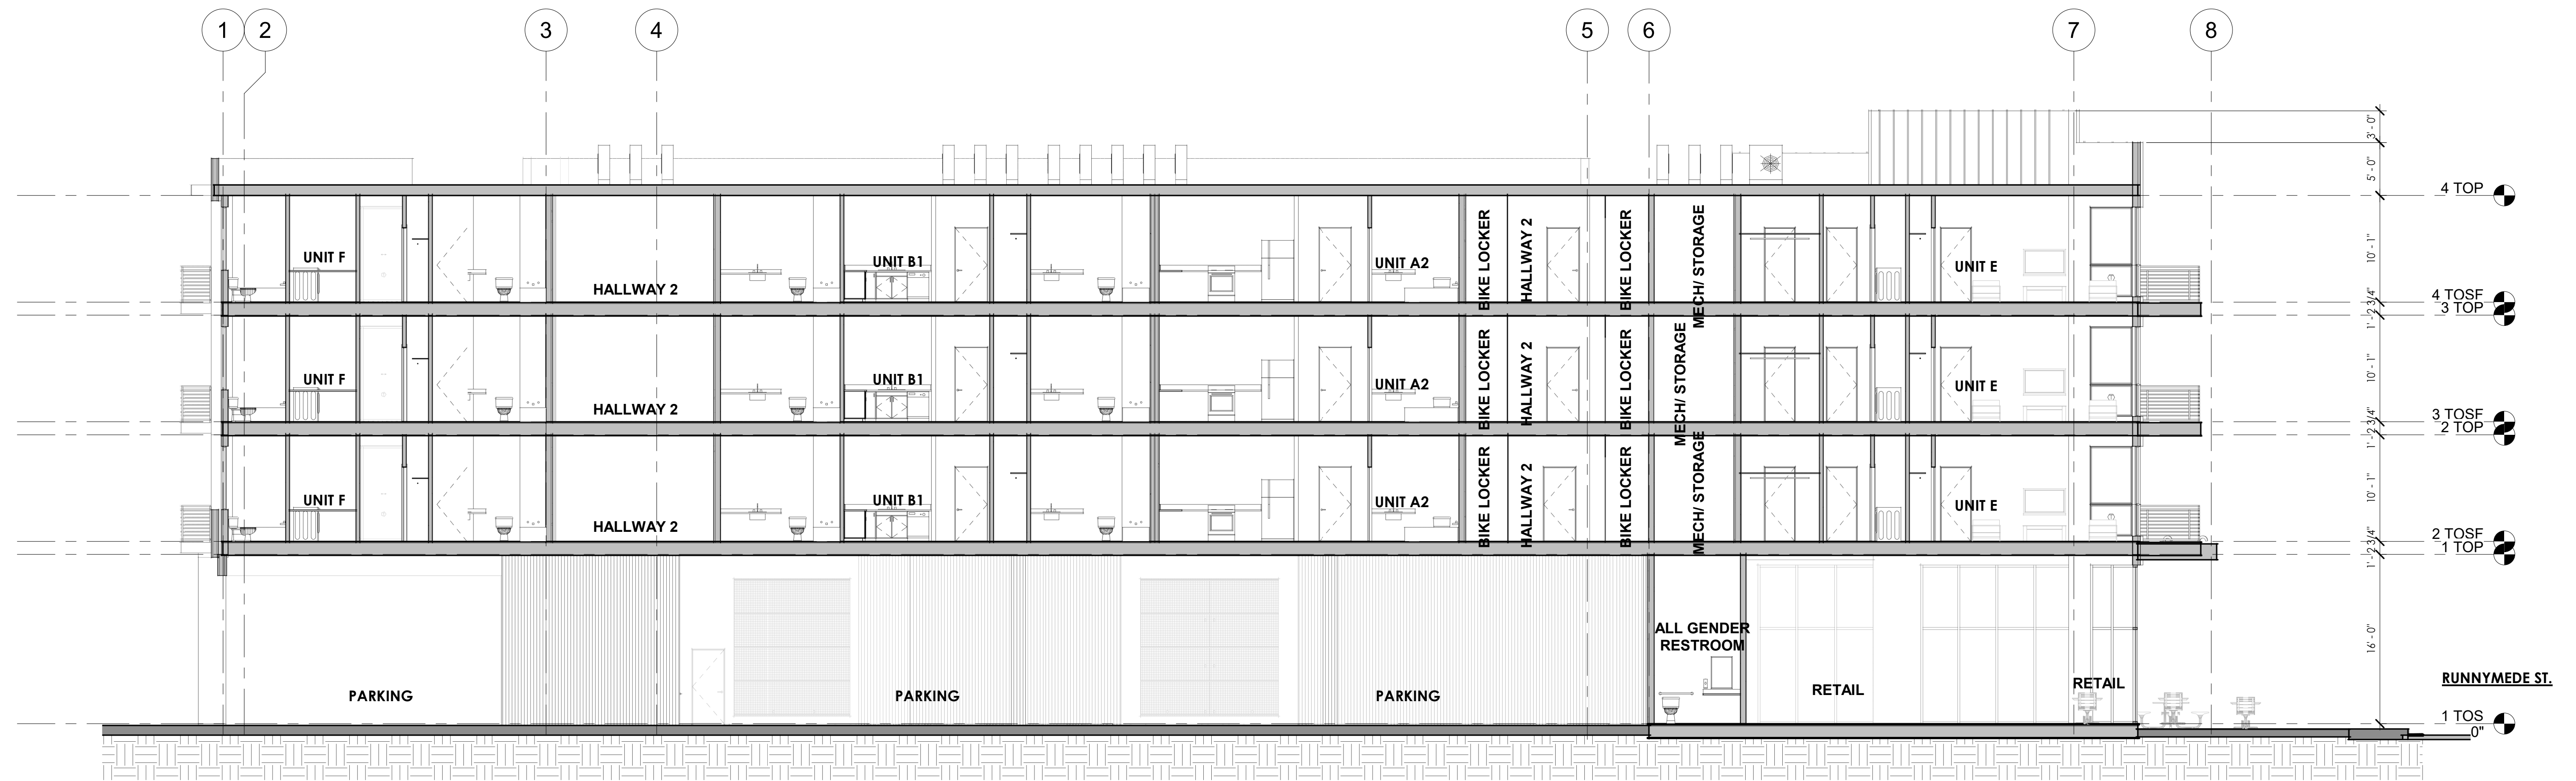 1 2 3 4 5 6 7 8
3' - 0"
5' - 0"
4 TOP
UNIT F
HALLWAY 2
UNIT B1
UNIT A2
BIKE LOCKER
HALLWAY 2
BIKE LOCKER
MECH/ STORAGE
UNIT E
10' - 1"
4 TOSF
1' - 2 3/4"
3 TOP
UNIT F
HALLWAY 2
UNIT B1
UNIT A2
BIKE LOCKER
HALLWAY 2
BIKE LOCKER
MECH/ STORAGE
UNIT E
10' - 1"
3 TOSF
1' - 2 3/4"
2 TOP
UNIT F
HALLWAY 2
UNIT B1
UNIT A2
BIKE LOCKER
HALLWAY 2
BIKE LOCKER
MECH/ STORAGE
UNIT E
10' - 1"
2 TOSF
1' - 2 3/4"
1 TOP
PARKING
PARKING
PARKING
ALL GENDER
RESTROOM
RETAIL
RETAIL
16' - 0"
RUNNYMEDE ST.
1 TOS
0"